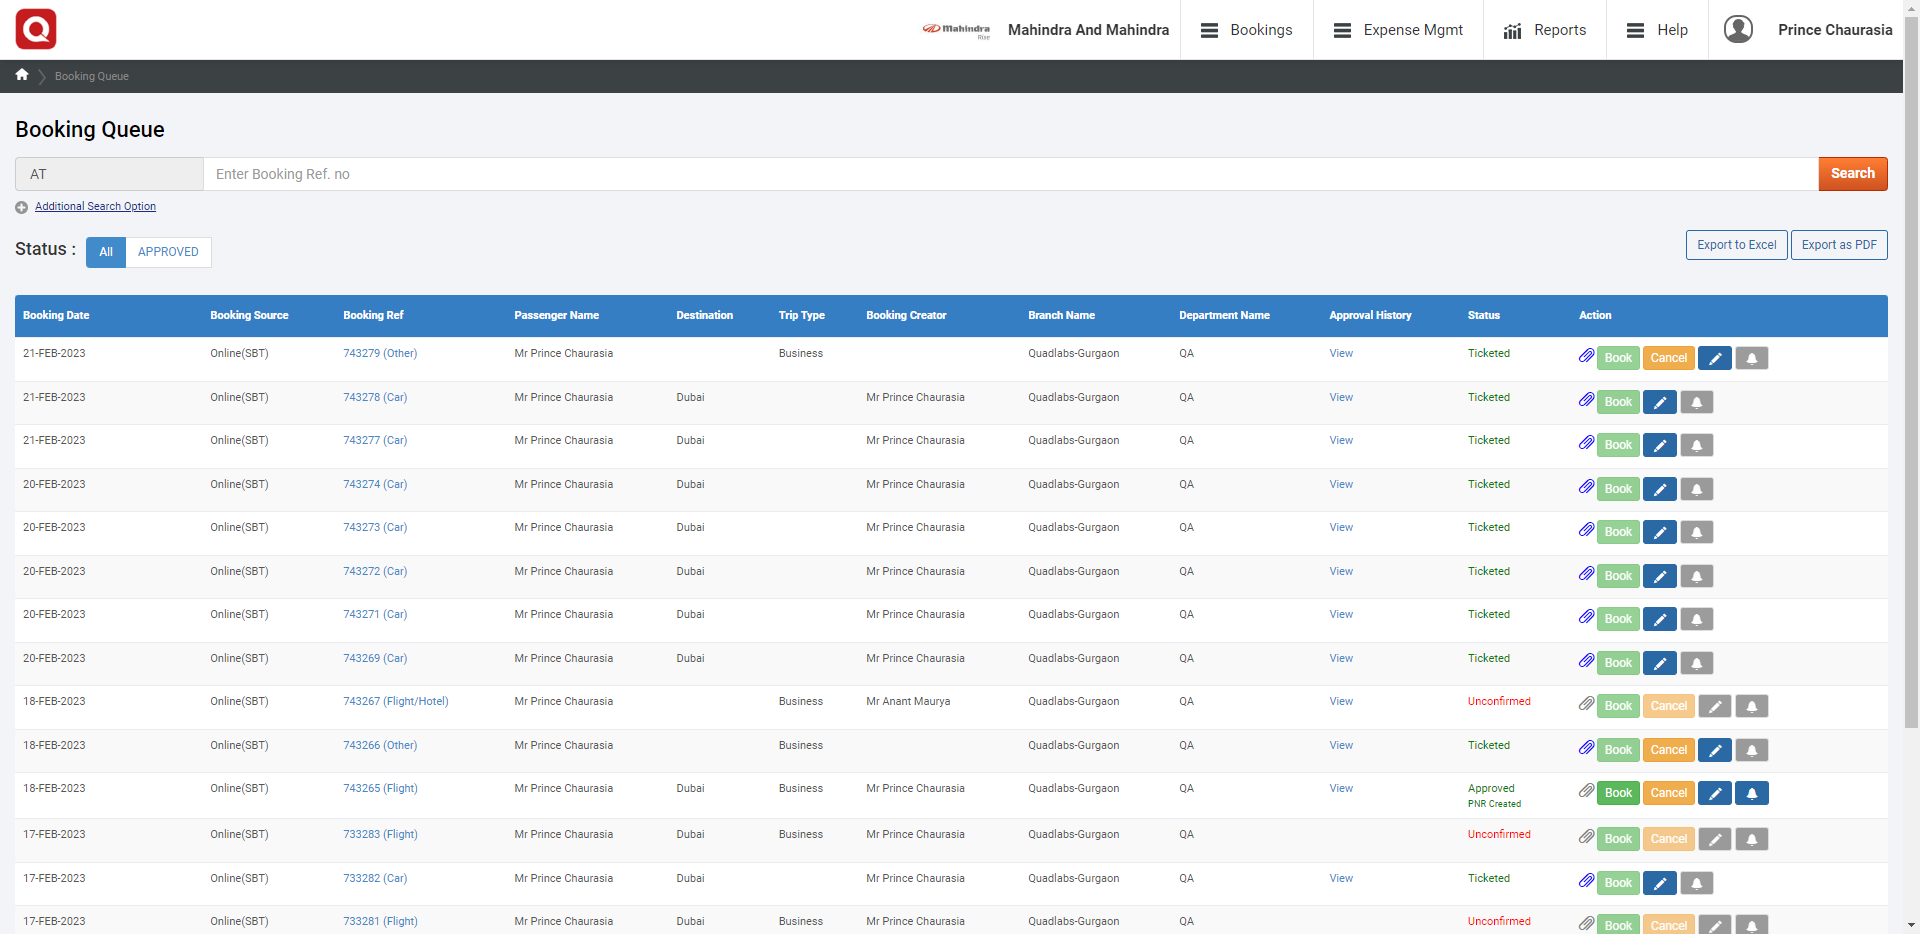 Q
Mahindra Rise
Mahindra And Mahindra
Bookings
Expense Mgmt
Reports
Help
Prince Chaurasia
Booking Queue
Booking Queue
AT Enter Booking Ref. no Search
Additional Search Option
Status : All APPROVED Export to Excel Export as PDF
Booking Date Booking Source Booking Ref Passenger Name Destination Trip Type Booking Creator Branch Name Department Name Approval History Status Action
21-FEB-2023 Online(SBT) 743279 (Other) Mr Prince Chaurasia Business Quadlabs-Gurgaon QA View Ticketed Book Cancel
21-FEB-2023 Online(SBT) 743278 (Car) Mr Prince Chaurasia Dubai Mr Prince Chaurasia Quadlabs-Gurgaon QA View Ticketed Book
21-FEB-2023 Online(SBT) 743277 (Car) Mr Prince Chaurasia Dubai Mr Prince Chaurasia Quadlabs-Gurgaon QA View Ticketed Book
20-FEB-2023 Online(SBT) 743274 (Car) Mr Prince Chaurasia Dubai Mr Prince Chaurasia Quadlabs-Gurgaon QA View Ticketed Book
20-FEB-2023 Online(SBT) 743273 (Car) Mr Prince Chaurasia Dubai Mr Prince Chaurasia Quadlabs-Gurgaon QA View Ticketed Book
20-FEB-2023 Online(SBT) 743272 (Car) Mr Prince Chaurasia Dubai Mr Prince Chaurasia Quadlabs-Gurgaon QA View Ticketed Book
20-FEB-2023 Online(SBT) 743271 (Car) Mr Prince Chaurasia Dubai Mr Prince Chaurasia Quadlabs-Gurgaon QA View Ticketed Book
20-FEB-2023 Online(SBT) 743269 (Car) Mr Prince Chaurasia Dubai Mr Prince Chaurasia Quadlabs-Gurgaon QA View Ticketed Book
18-FEB-2023 Online(SBT) 743267 (Flight/Hotel) Mr Prince Chaurasia Business Mr Anant Maurya Quadlabs-Gurgaon QA View Unconfirmed Book Cancel
18-FEB-2023 Online(SBT) 743266 (Other) Mr Prince Chaurasia Business Quadlabs-Gurgaon QA View Ticketed Book Cancel
18-FEB-2023 Online(SBT) 743265 (Flight) Mr Prince Chaurasia Dubai Business Mr Prince Chaurasia Quadlabs-Gurgaon QA View Approved Book Cancel
PNR Created
17-FEB-2023 Online(SBT) 733283 (Flight) Mr Prince Chaurasia Dubai Business Mr Prince Chaurasia Quadlabs-Gurgaon QA Unconfirmed Book Cancel
17-FEB-2023 Online(SBT) 733282 (Car) Mr Prince Chaurasia Dubai Mr Prince Chaurasia Quadlabs-Gurgaon QA View Ticketed Book
17-FEB-2023 Online(SBT) 733281 (Flight) Mr Prince Chaurasia Dubai Business Mr Prince Chaurasia Quadlabs-Gurgaon QA Unconfirmed Book Cancel